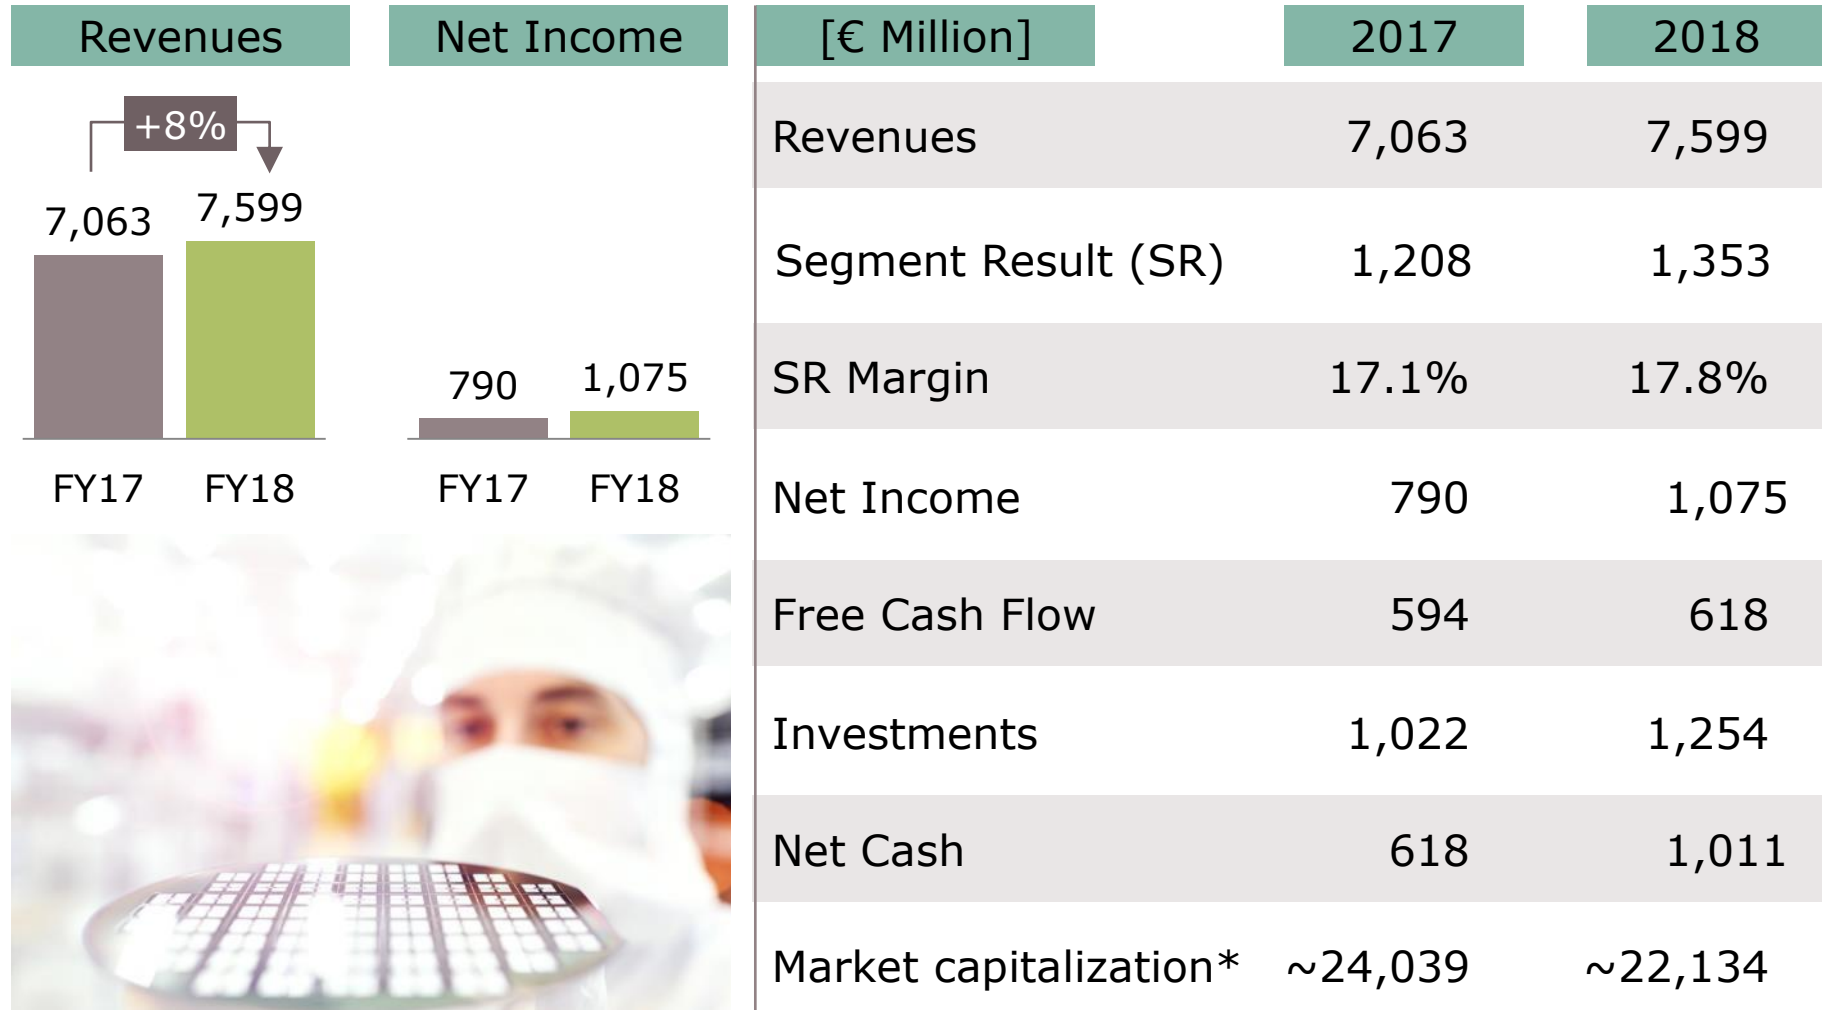 Revenues
+8%
7,063 7,599
FY17 FY18
Net Income
790 1,075
FY17 FY18
[€ Million] 2017 2018
Revenues 7,063 7,599
Segment Result (SR) 1,208 1,353
SR Margin 17.1% 17.8%
Net Income 790 1,075
Free Cash Flow 594 618
Investments 1,022 1,254
Net Cash 618 1,011
Market capitalization* ~24,039 ~22,134